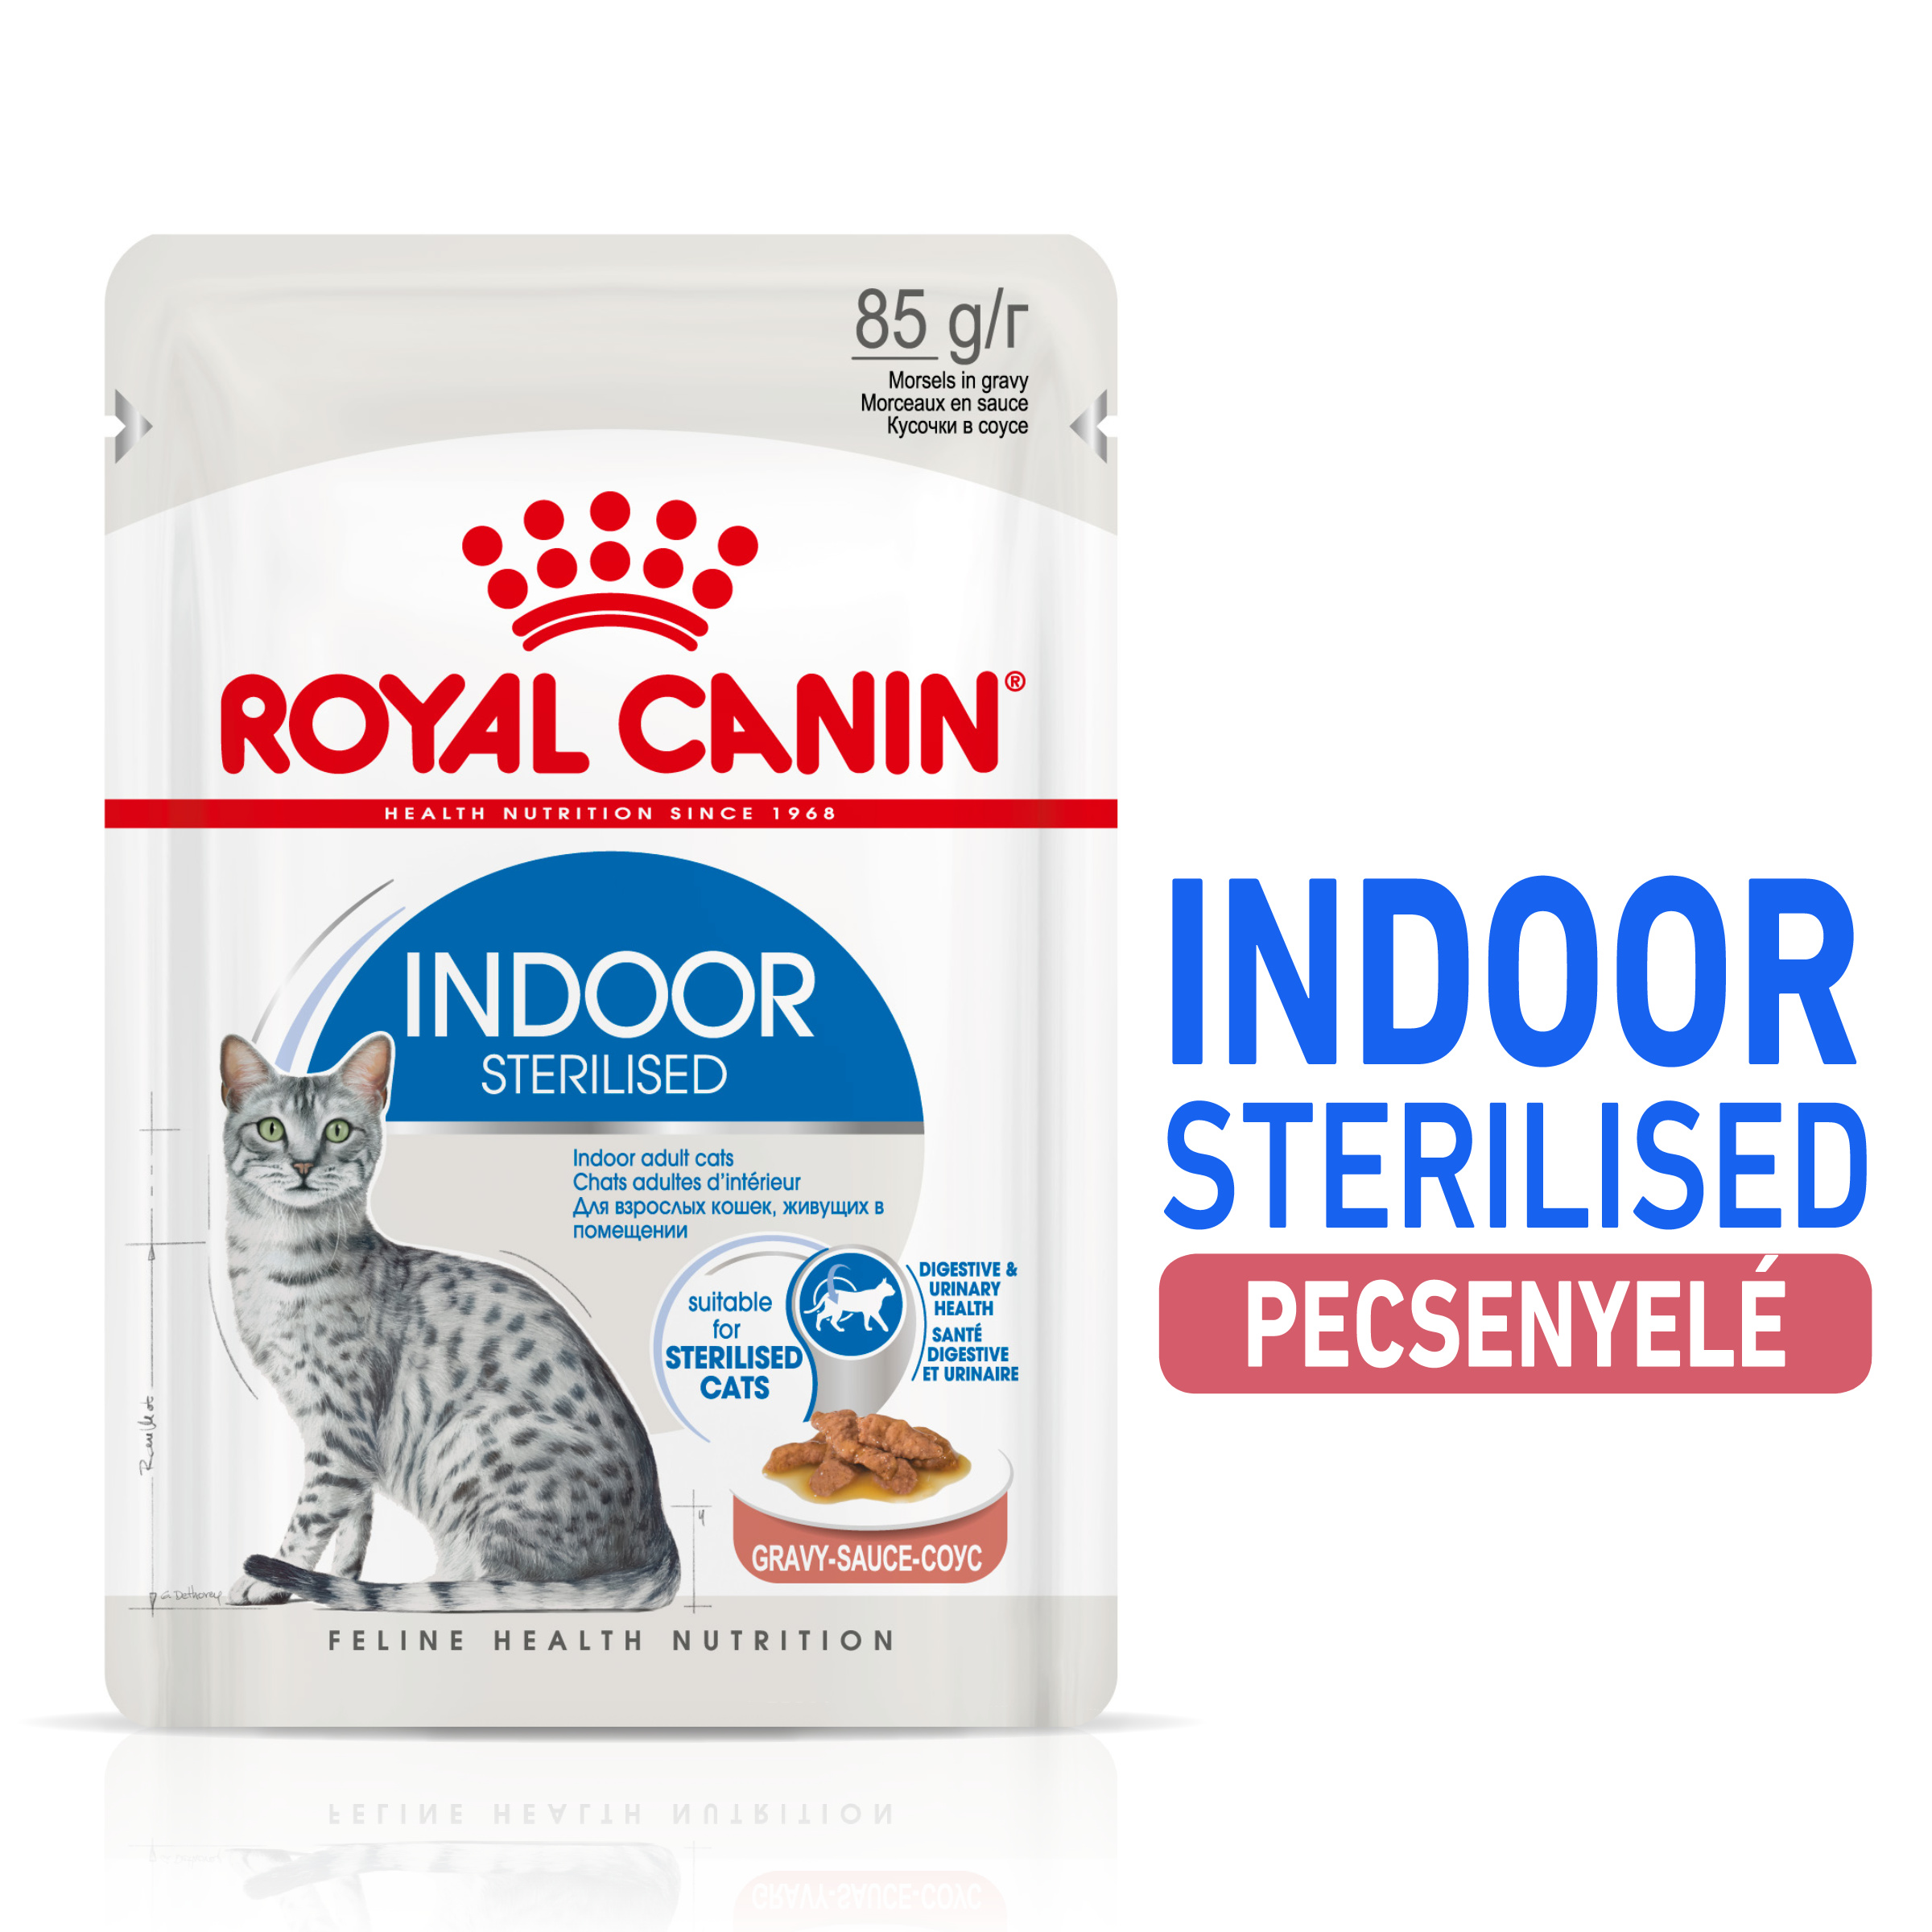 85 g/г
Morsels in gravy
Morceaux en sauce
Кусочки в соусе
ROYAL CANIN®
HEALTH NUTRITION SINCE 1968
INDOOR
STERILISED
Indoor adult cats
Chats adultes d'intérieur
Для взрослых кошек, живущих в
помещении
suitable
for
STERILISED
CATS
DIGESTIVE &
URINARY
HEALTH
SANTÉ
DIGESTIVE
ET URINAIRE
GRAVY-SAUCE-СОУС
FELINE HEALTH NUTRITION
INDOOR
STERILISED
PECSENYELÉ